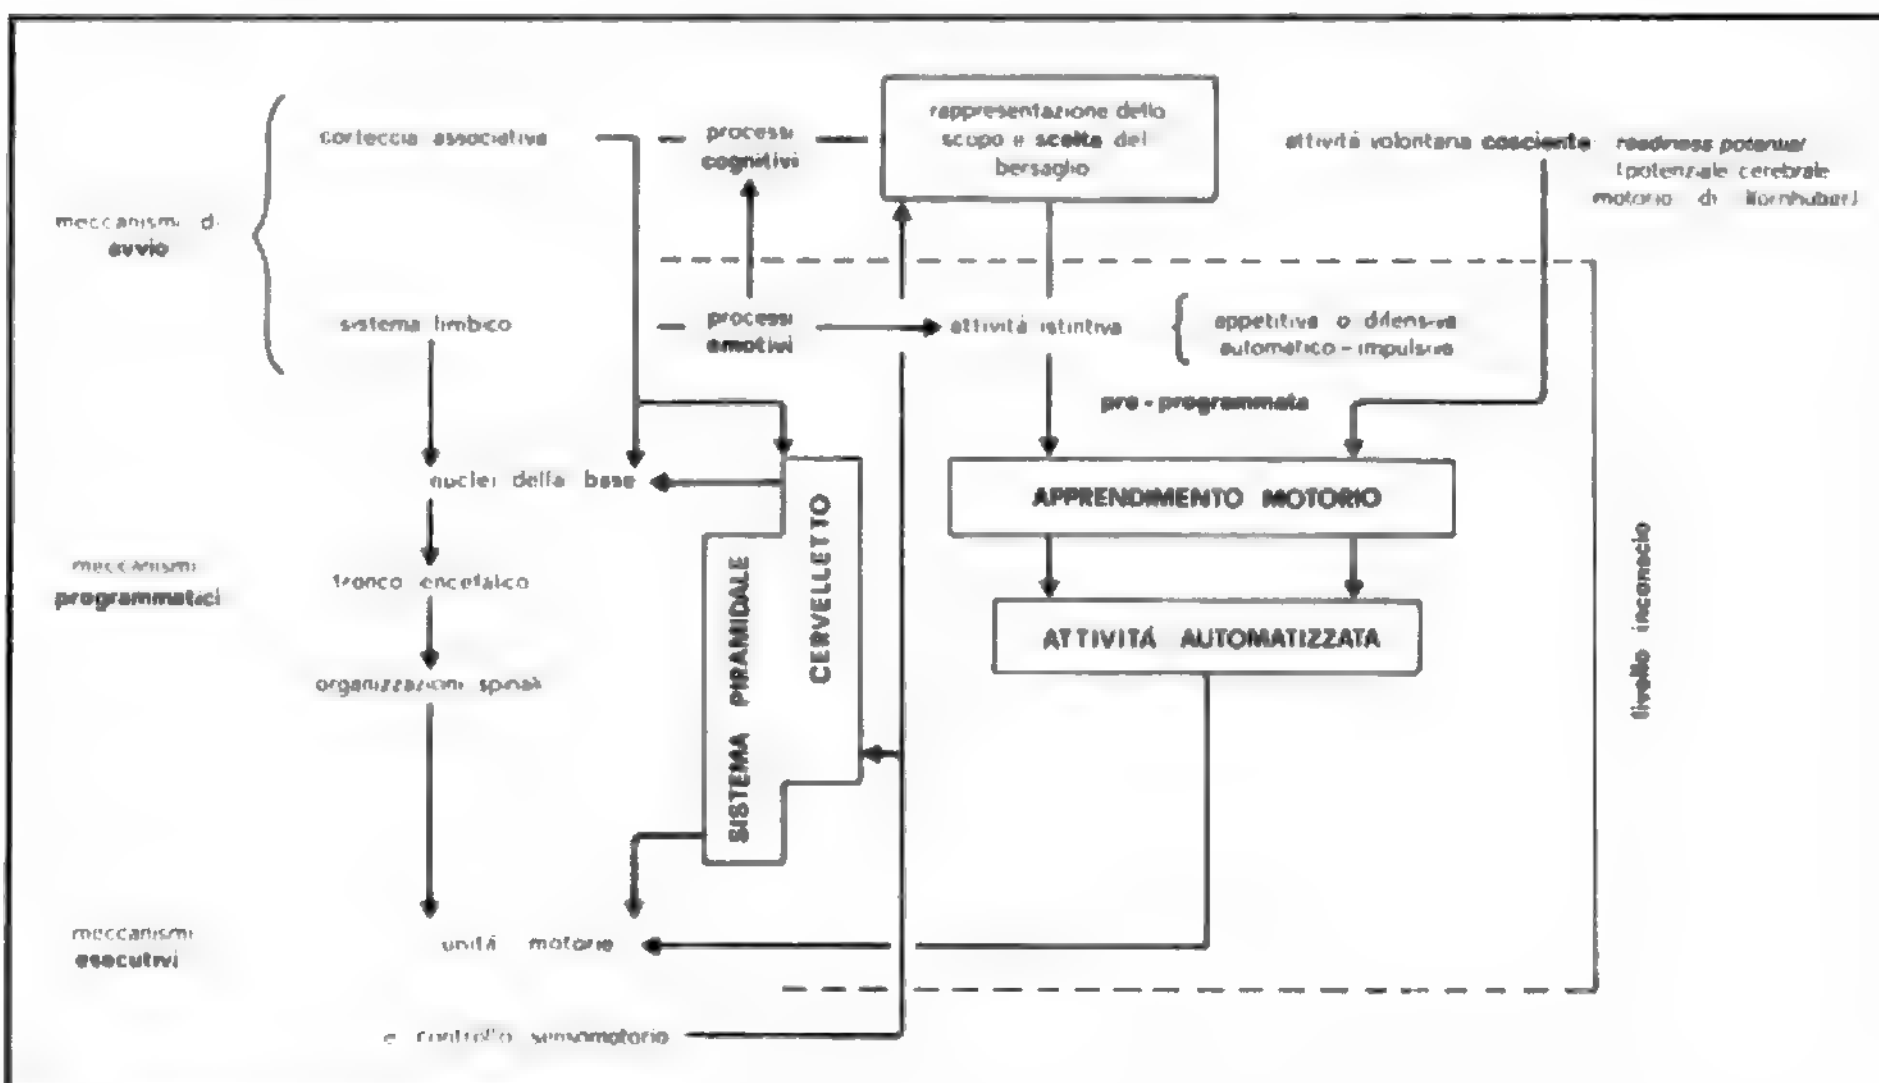 corteccia associativa
processi
cognitivi
rappresentazione dello
scopo e scelta del
bersaglio
attività volontaria cosciente
readiness potential
(potenziale cerebrale
motorio di Kornhuber)
meccanismi di
avvio
sistema limbico
processi
emotivi
attività istintiva
appetitiva o difensiva
automatico - impulsiva
pre - programmata
nuclei della base
APPRENDIMENTO MOTORIO
meccanismi
programmatici
tronco encefalico
SISTEMA PIRAMIDALE
CERVELLETTO
ATTIVITÁ AUTOMATIZZATA
livello inconscio
organizzazioni spinali
meccanismi
esecutivi
unità motorie
e controllo sensomotorio